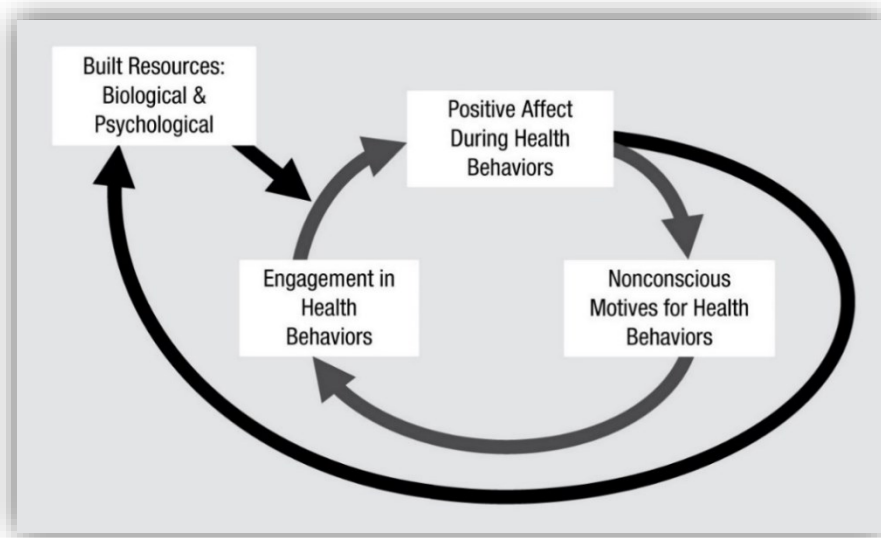 Built Resources:
Biological &
Psychological
Positive Affect
During Health
Behaviors
Engagement in
Health
Behaviors
Nonconscious
Motives for Health
Behaviors